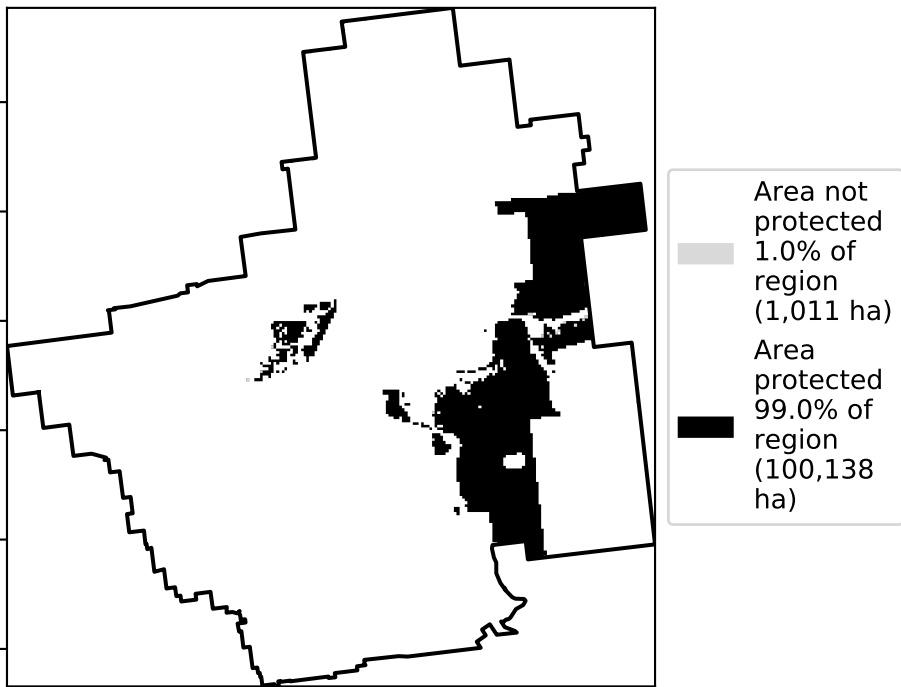 Area not
protected
1.0% of
region
(1,011 ha)
Area
protected
99.0% of
region
(100,138
ha)